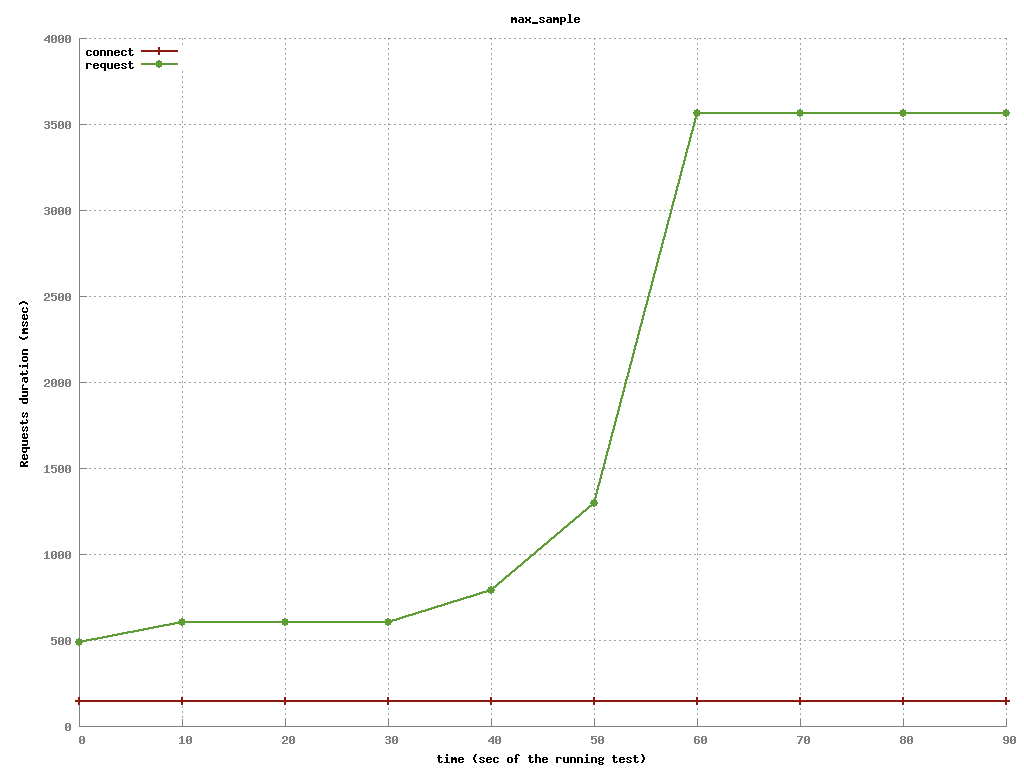 max_sample
connect
request
4000
3500
3000
2500
2000
1500
1000
500
0
Requests duration (msec)
0 10 20 30 40 50 60 70 80 90
time (sec of the running test)